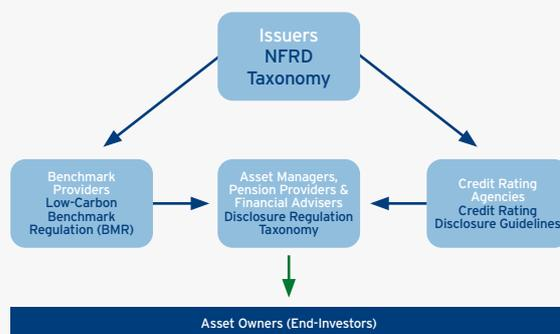 Issuers
NFRD
Taxonomy
Benchmark
Providers
Low-Carbon
Benchmark
Regulation (BMR)
Asset Managers,
Pension Providers &
Financial Advisers
Disclosure Regulation
Taxonomy
Credit Rating
Agencies
Credit Rating
Disclosure Guidelines
Asset Owners (End-Investors)